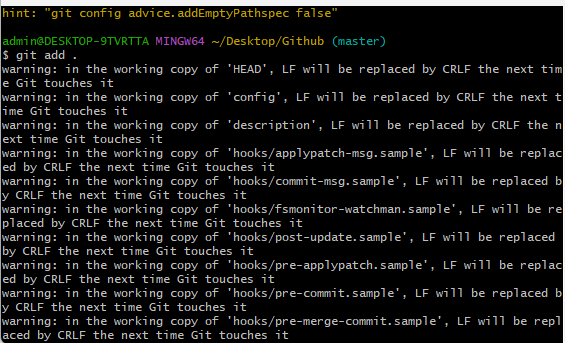 hint: "git config advice.addEmptyPathspec false"
admin@DESKTOP-9TVRTTA MINGW64 ~/Desktop/Github (master)
$ git add .
warning: in the working copy of 'HEAD', LF will be replaced by CRLF the next tim
e Git touches it
warning: in the working copy of 'config', LF will be replaced by CRLF the next t
ime Git touches it
warning: in the working copy of 'description', LF will be replaced by CRLF the n
ext time Git touches it
warning: in the working copy of 'hooks/applypatch-msg.sample', LF will be replac
ed by CRLF the next time Git touches it
warning: in the working copy of 'hooks/commit-msg.sample', LF will be replaced b
y CRLF the next time Git touches it
warning: in the working copy of 'hooks/fsmonitor-watchman.sample', LF will be re
placed by CRLF the next time Git touches it
warning: in the working copy of 'hooks/post-update.sample', LF will be replaced
by CRLF the next time Git touches it
warning: in the working copy of 'hooks/pre-applypatch.sample', LF will be replac
ed by CRLF the next time Git touches it
warning: in the working copy of 'hooks/pre-commit.sample', LF will be replaced b
y CRLF the next time Git touches it
warning: in the working copy of 'hooks/pre-merge-commit.sample', LF will be repl
aced by CRLF the next time Git touches it